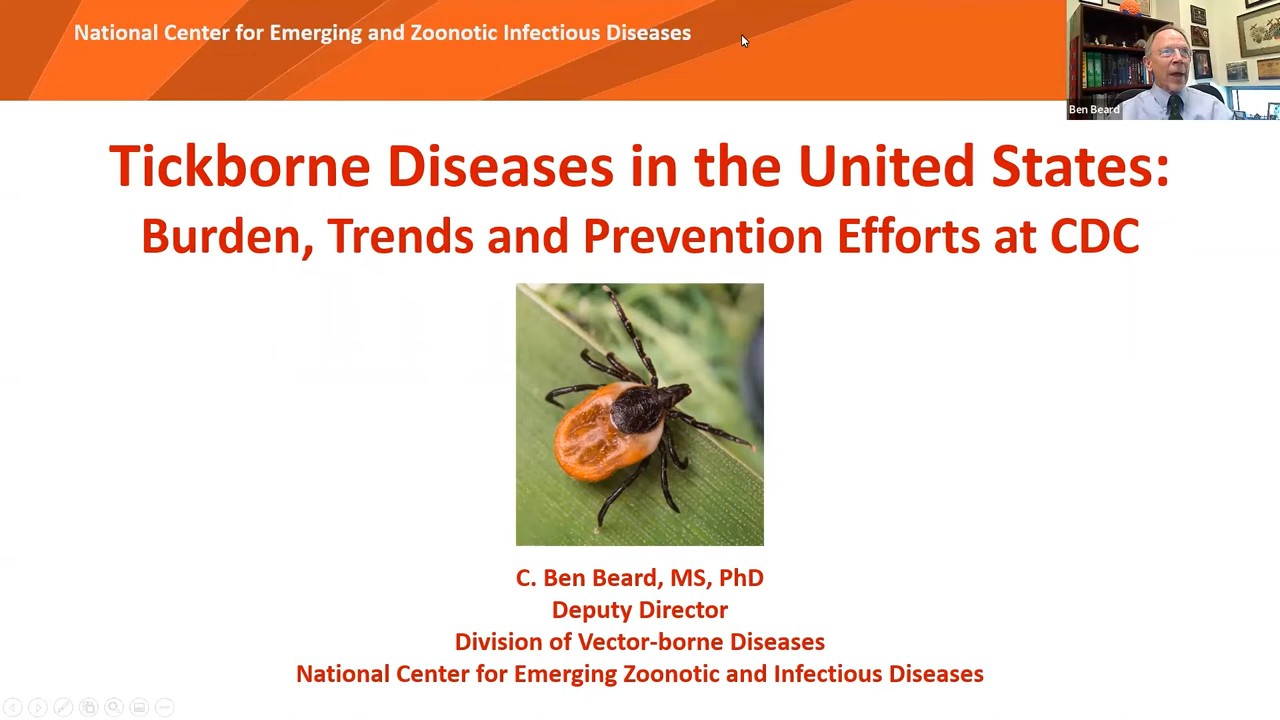 National Center for Emerging and Zoonotic Infectious Diseases
Ben Beard
Tickborne Diseases in the United States:
Burden, Trends and Prevention Efforts at CDC
C. Ben Beard, MS, PhD
Deputy Director
Division of Vector-borne Diseases
National Center for Emerging Zoonotic and Infectious Diseases